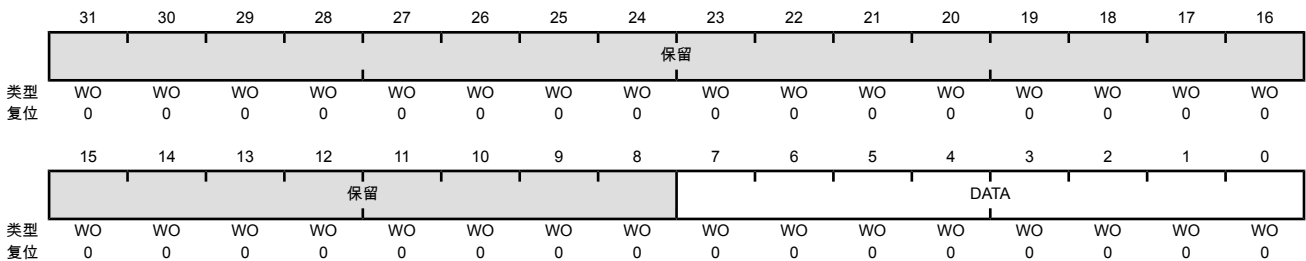 31 30 29 28 27 26 25 24 23 22 21 20 19 18 17 16
保留
类型 WO WO WO WO WO WO WO WO WO WO WO WO WO WO WO WO
复位 0 0 0 0 0 0 0 0 0 0 0 0 0 0 0 0
15 14 13 12 11 10 9 8 7 6 5 4 3 2 1 0
保留 DATA
类型 WO WO WO WO WO WO WO WO WO WO WO WO WO WO WO WO
复位 0 0 0 0 0 0 0 0 0 0 0 0 0 0 0 0